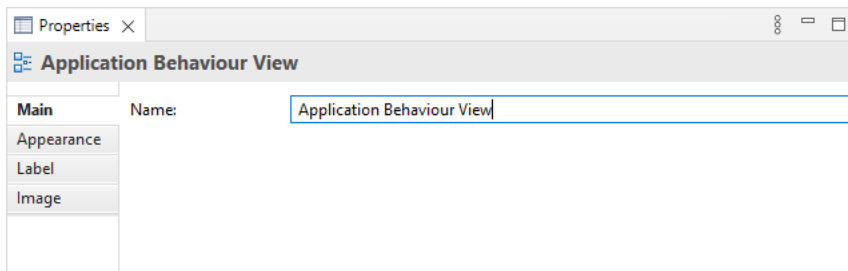 Properties
Application Behaviour View
Main
Name: Application Behaviour View
Appearance
Label
Image